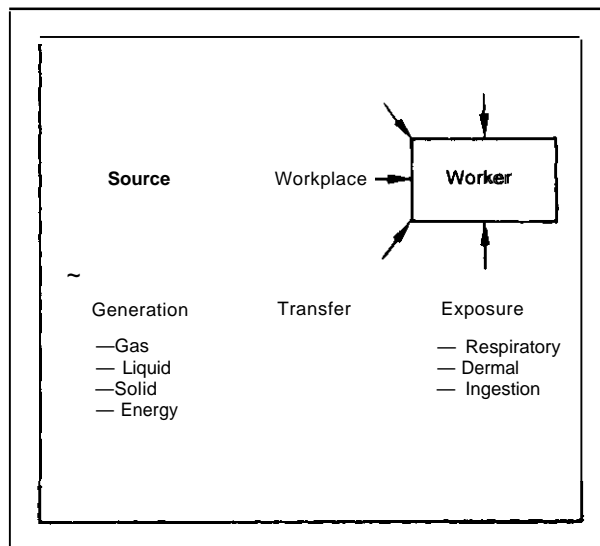 Source Workplace Worker
~
Generation Transfer Exposure
—Gas — Respiratory
— Liquid — Dermal
—Solid — Ingestion
— Energy